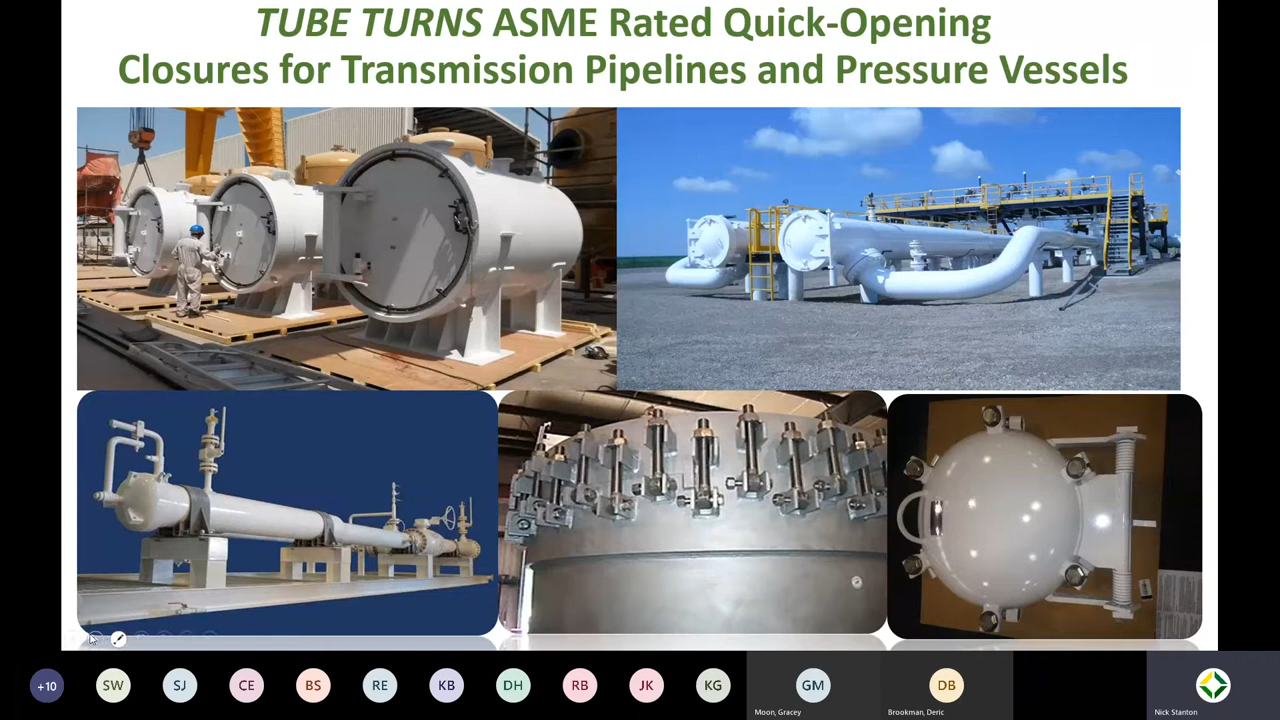 TUBE TURNS ASME Rated Quick-Opening
Closures for Transmission Pipelines and Pressure Vessels
+10
SW
SJ
CE
BS
RE
KB
DH
RB
JK
KG
GM
DB
Moon, Gracey
Brookman, Deric
Nick Stanton